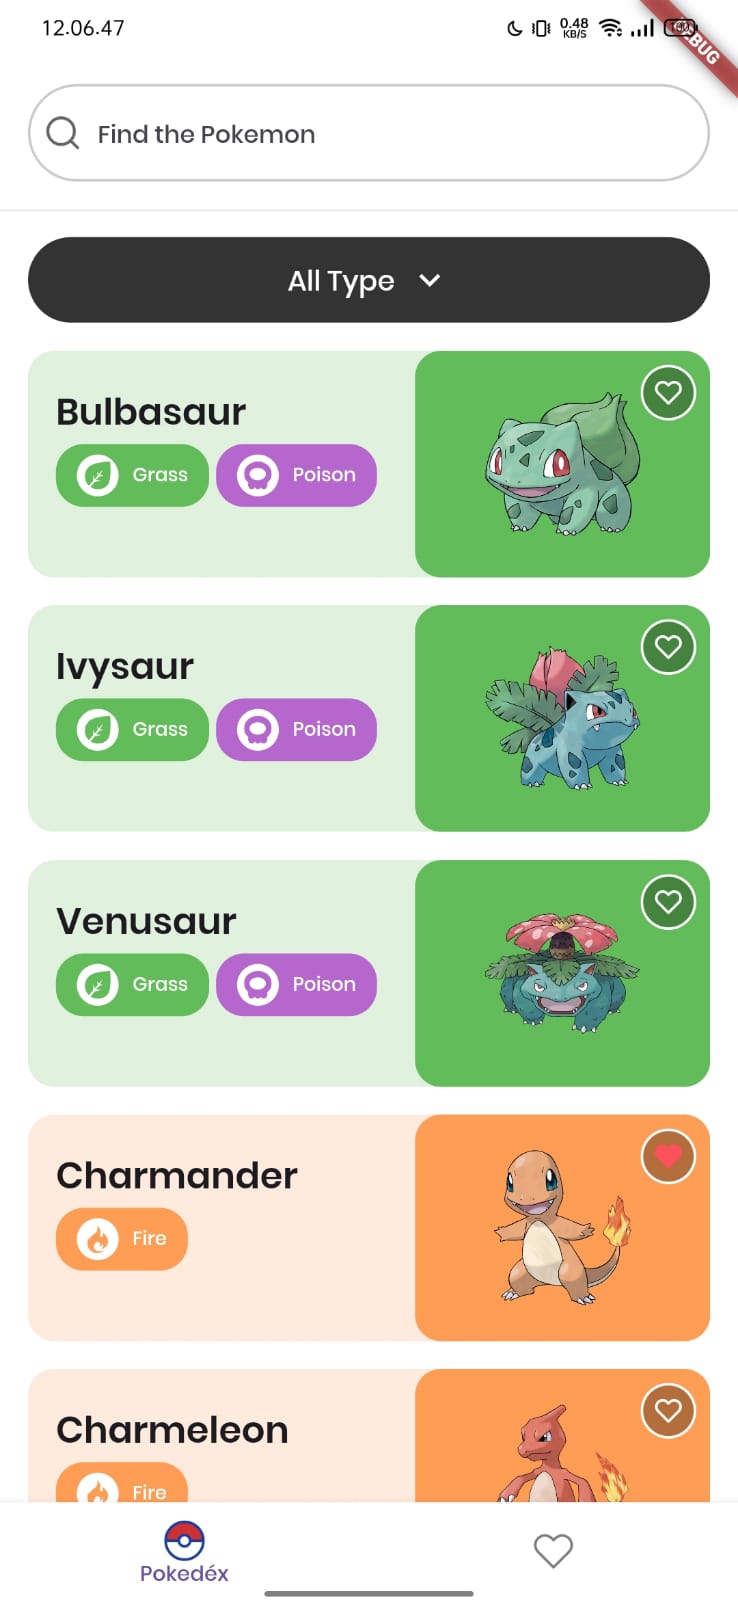 12.06.47
0.48
KB/S
100
DEBUG
Find the Pokemon
All Type
Bulbasaur
Grass
Poison
Ivysaur
Grass
Poison
Venusaur
Grass
Poison
Charmander
Fire
Charmeleon
Fire
Pokedéx